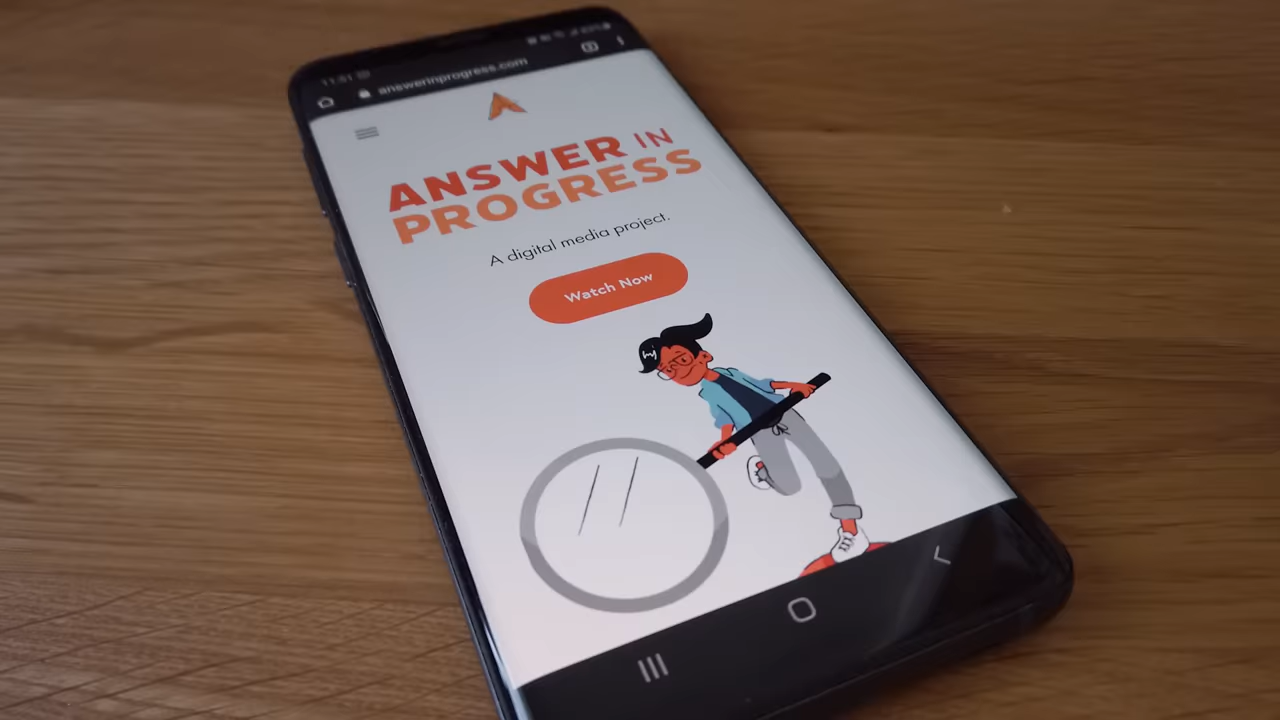 11:51
answerinprogress.com
ANSWER IN
PROGRESS
A digital media project.
Watch Now